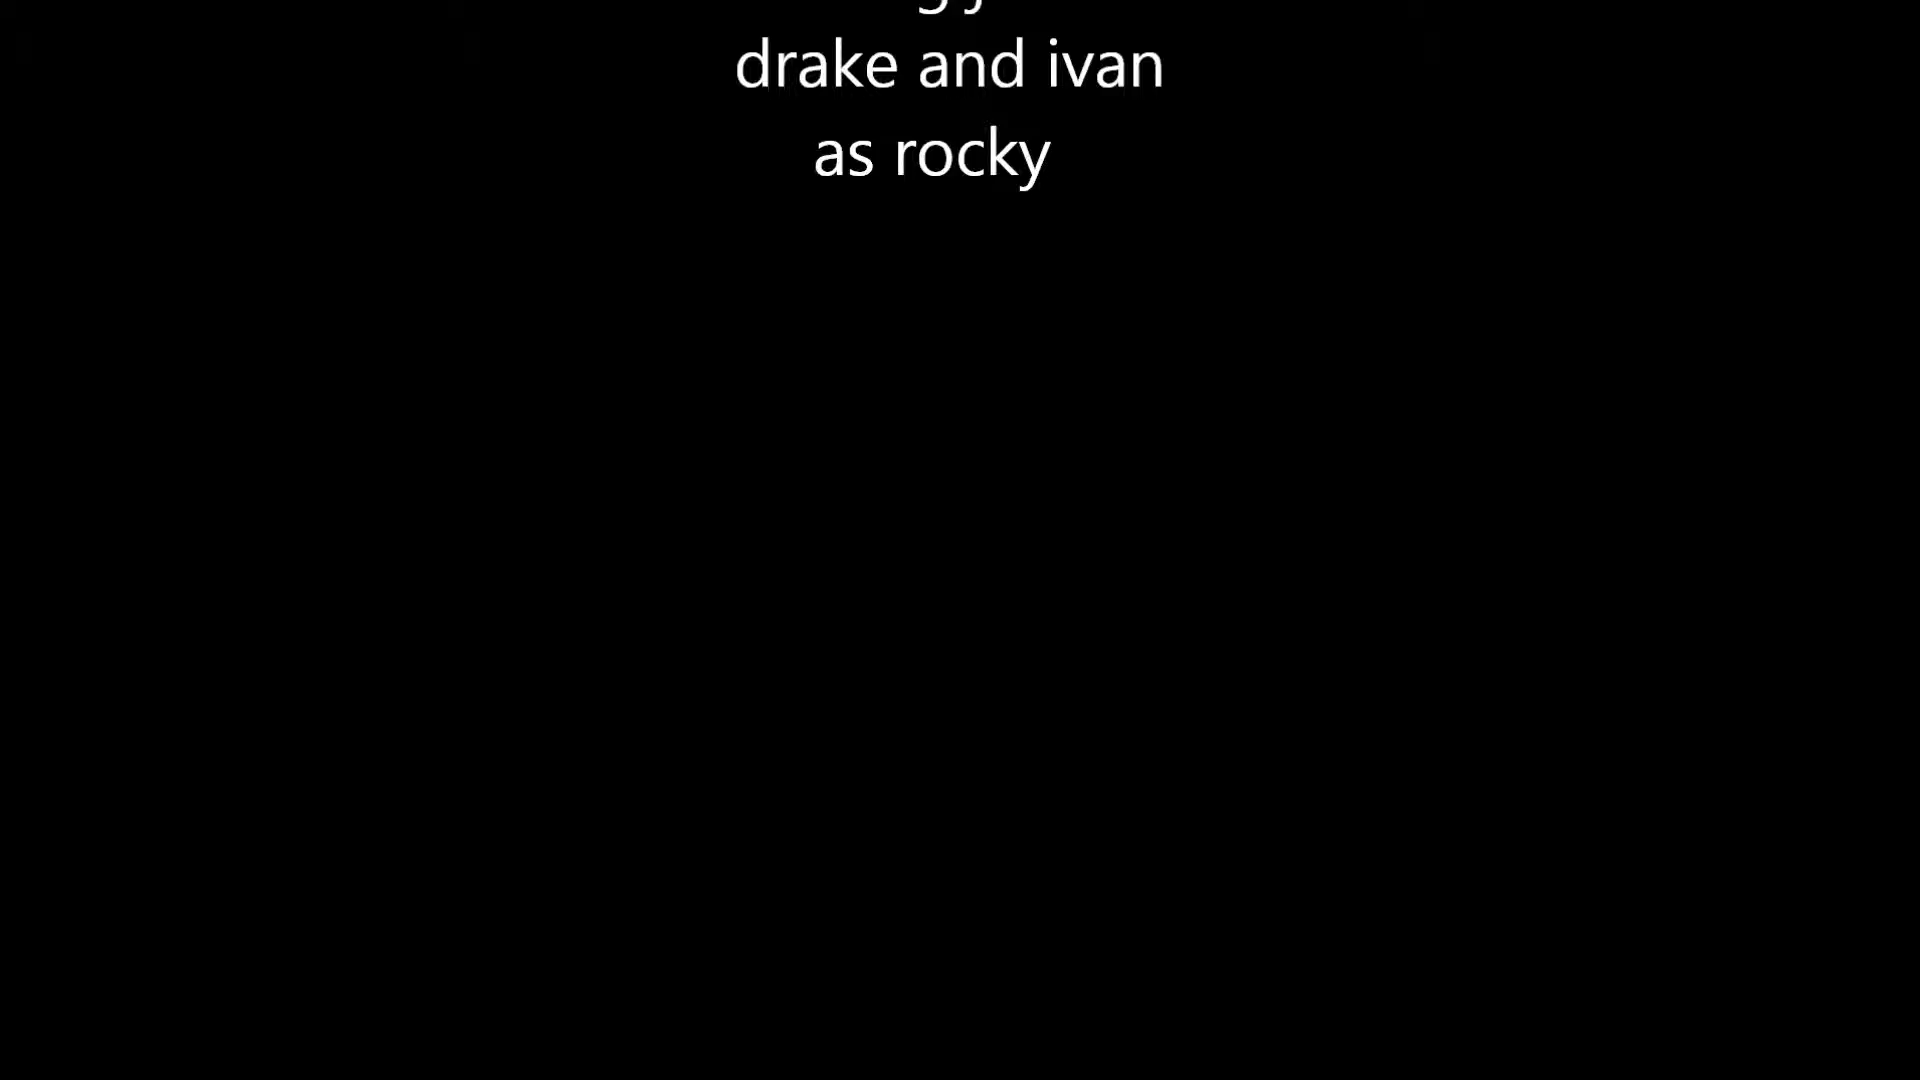 drake and ivan
as rocky